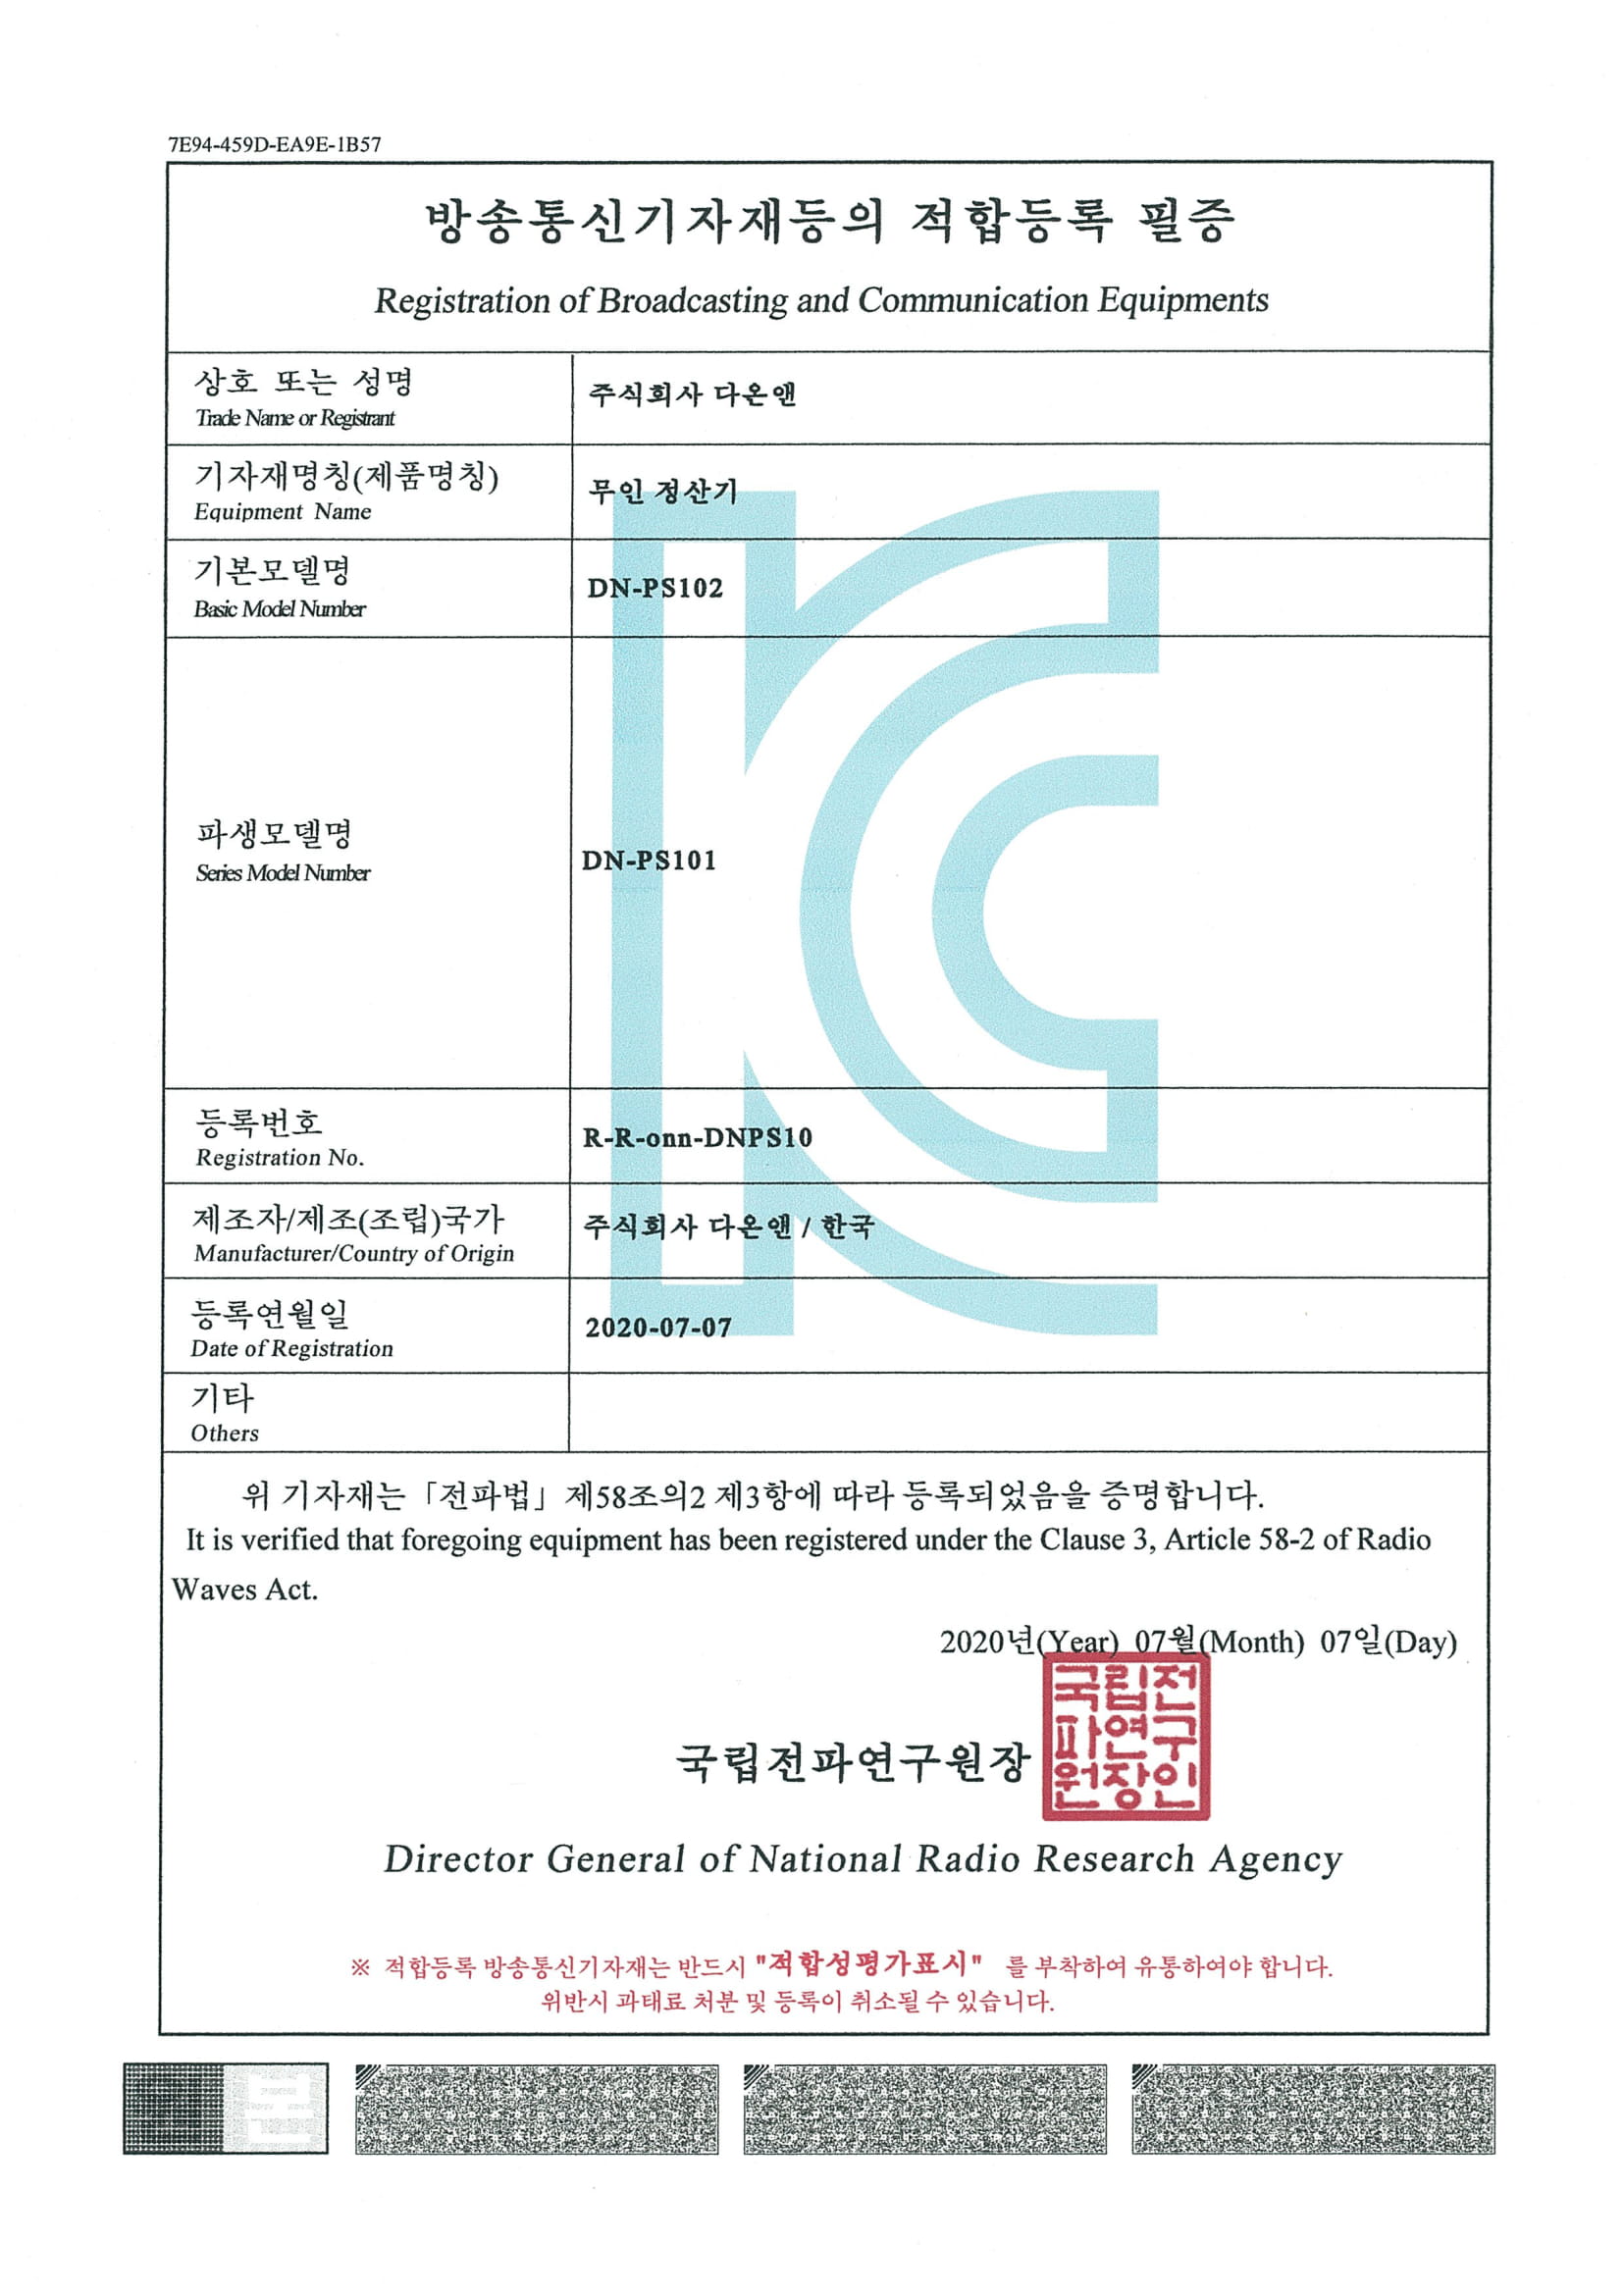 7E94-459D-EA9E-1B57
방송통신기자재등의 적합등록 필증
Registration of Broadcasting and Communication Equipments
상호 또는 성명
Trade Name or Registrant
주식회사 다온앤
기자재명칭(제품명칭)
Equipment Name
무인 정산기
기본모델명
Basic Model Number
DN-PS102
파생모델명
Series Model Number
DN-PS101
등록번호
Registration No.
R-R-onn-DNPS10
제조자/제조(조립)국가
Manufacturer/Country of Origin
주식회사 다온앤 / 한국
등록연월일
Date of Registration
2020-07-07
기타
Others
위 기자재는「전파법」제58조의2 제3항에 따라 등록되었음을 증명합니다.
It is verified that foregoing equipment has been registered under the Clause 3, Article 58-2 of Radio
Waves Act.
2020년(Year) 07월(Month) 07일(Day)
국립전파연구원장
국립전
파연구
원장인
Director General of National Radio Research Agency
※ 적합등록 방송통신기자재는 반드시 "적합성평가표시" 를 부착하여 유통하여야 합니다.
위반시 과태료 처분 및 등록이 취소될 수 있습니다.
본